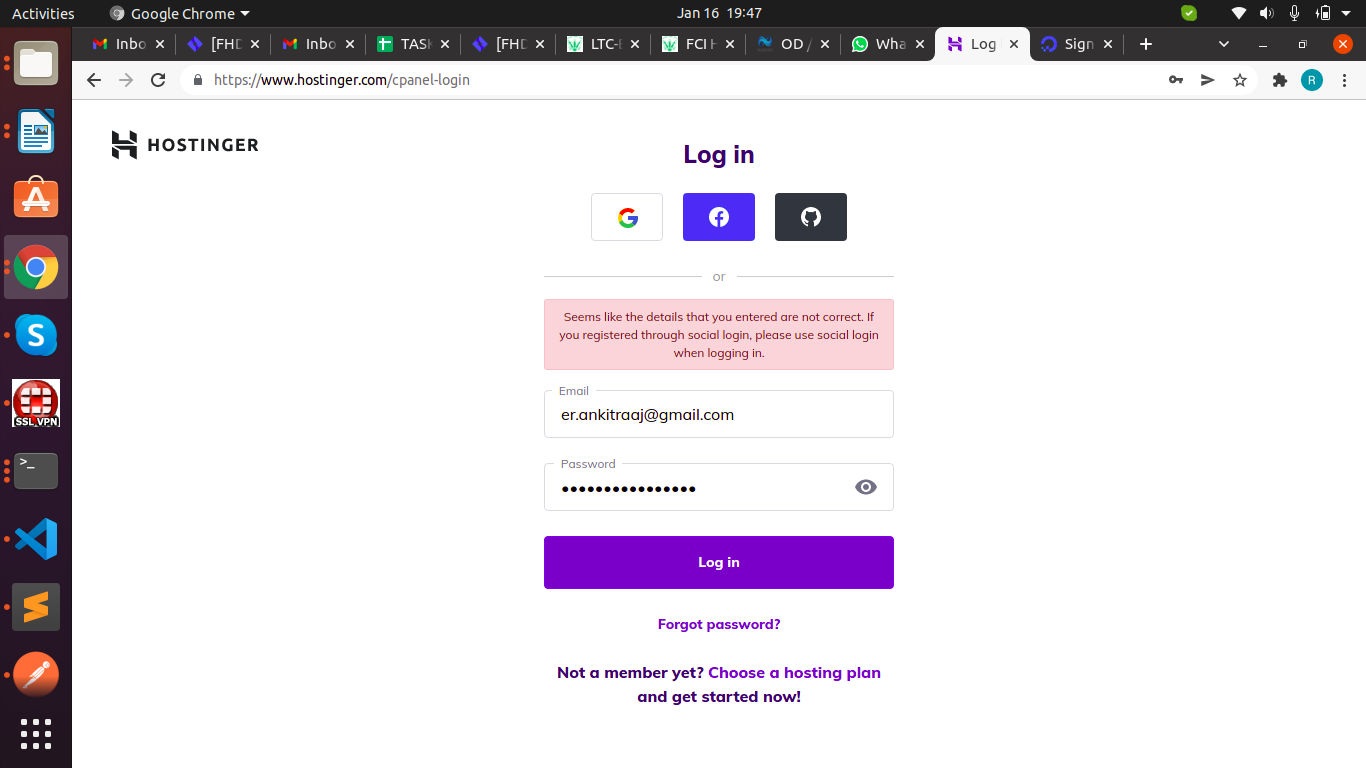 Activities
Google Chrome
Jan 16 19:47
Inbo
[FHD
Inbo
TASK
[FHD
LTC-E
FCI H
OD /
Wha
Log
Sign
https://www.hostinger.com/cpanel-login
R
HOSTINGER
Log in
or
Seems like the details that you entered are not correct. If
you registered through social login, please use social login
when logging in.
Email
er.ankitraaj@gmail.com
Password
Log in
Forgot password?
Not a member yet? Choose a hosting plan
and get started now!
S
SSL VPN
>_